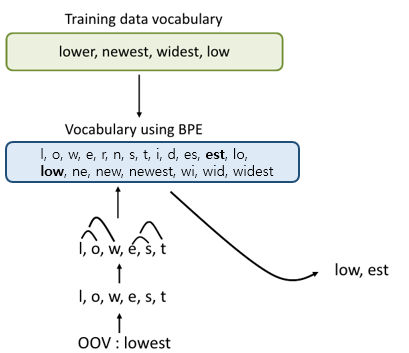 Training data vocabulary
lower, newest, widest, low
Vocabulary using BPE
l, o, w, e, r, n, s, t, i, d, es, est, lo,
low, ne, new, newest, wi, wid, widest
l, o, w, e, s, t
low, est
l, o, w, e, s, t
OOV : lowest